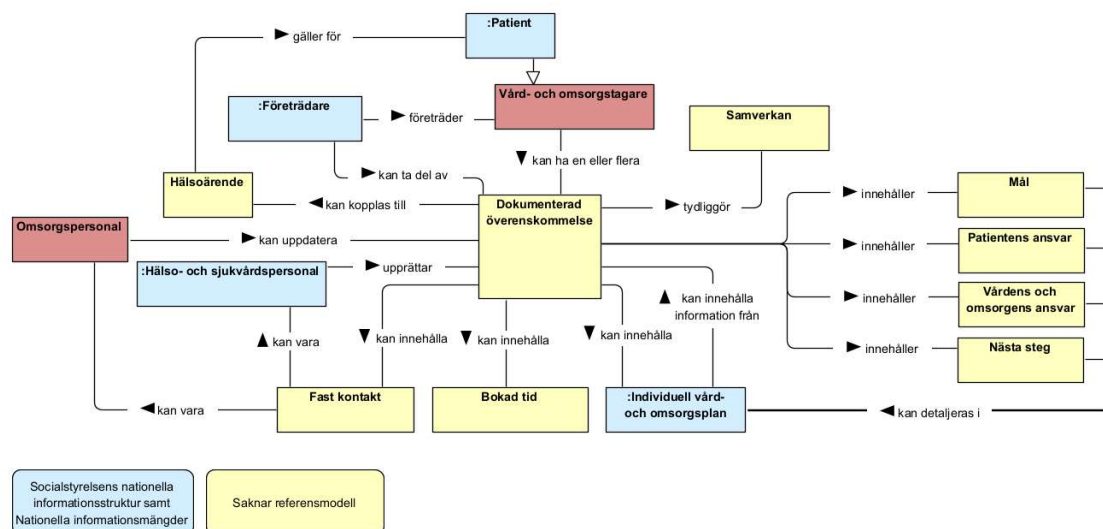 :Patient
gäller för
Vård- och omsorgstagare
:Företrädare
företräder
Samverkan
kan ha en eller flera
kan ta del av
Hälsoärende
kan kopplas till
Dokumenterad
överenskommelse
tydliggör
innehåller
Mål
Omsorgspersonal
kan uppdatera
innehåller
Patientens ansvar
:Hälso- och sjukvårdspersonal
upprättar
kan innehålla
information från
innehåller
Vårdens och
omsorgens ansvar
kan vara
kan innehålla
kan innehålla
kan innehålla
innehåller
Nästa steg
kan vara
Fast kontakt
Bokad tid
:Individuell vård-
och omsorgsplan
kan detaljeras i
Socialstyrelsens nationella
informationsstruktur samt
Nationella informationsmängder
Saknar referensmodell